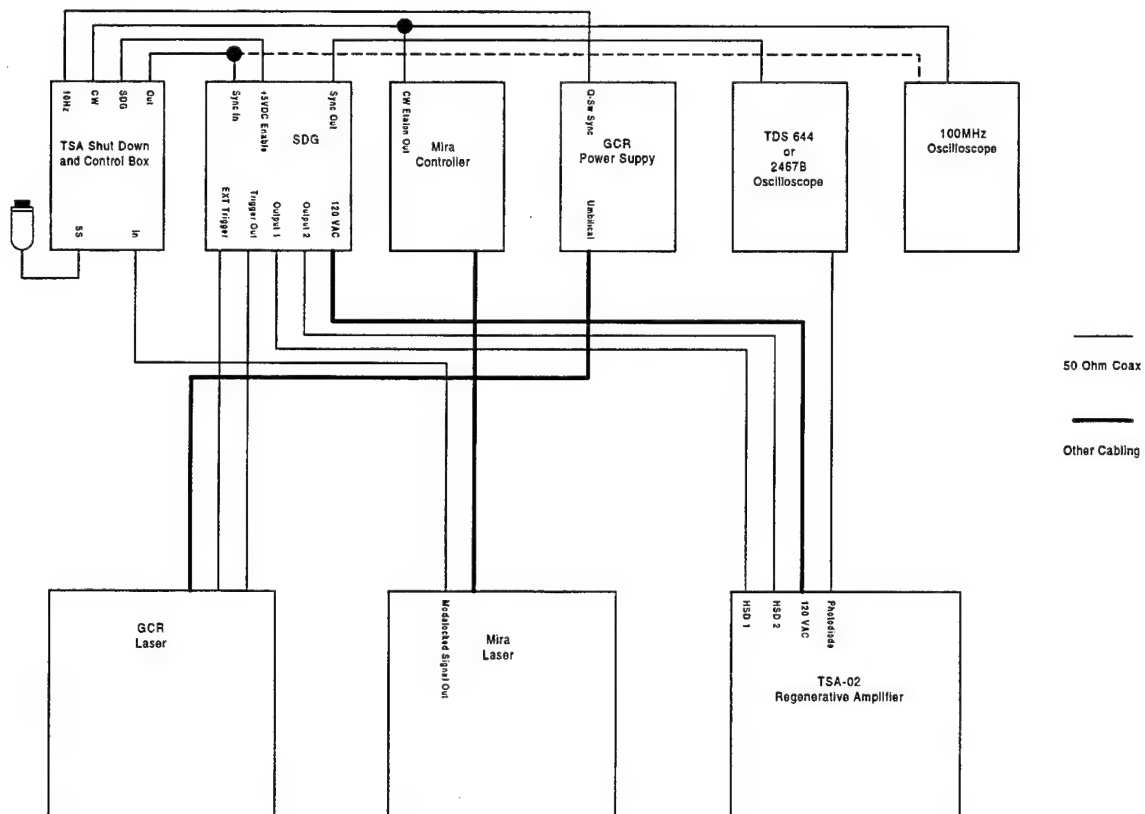 10Hz
CW
SDG
Out
TSA Shut Down
and Control Box
SS
in
Sync In
+5VDC Enable
Sync Out
SDG
EXT Trigger
Trigger Out
Output 1
Output 2
120 VAC
CW Etalon Out
Mira
Controller
Q-Sw Sync
GCR
Power Suppy
Umbilical
TDS 644
or
2467B
Oscilloscope
100MHz
Oscilloscope
50 Ohm Coax
Other Cabling
GCR
Laser
Modelocked Signal Out
Mira
Laser
HSD 1
HSD 2
120 VAC
Photodiode
TSA-02
Regenerative Amplifier